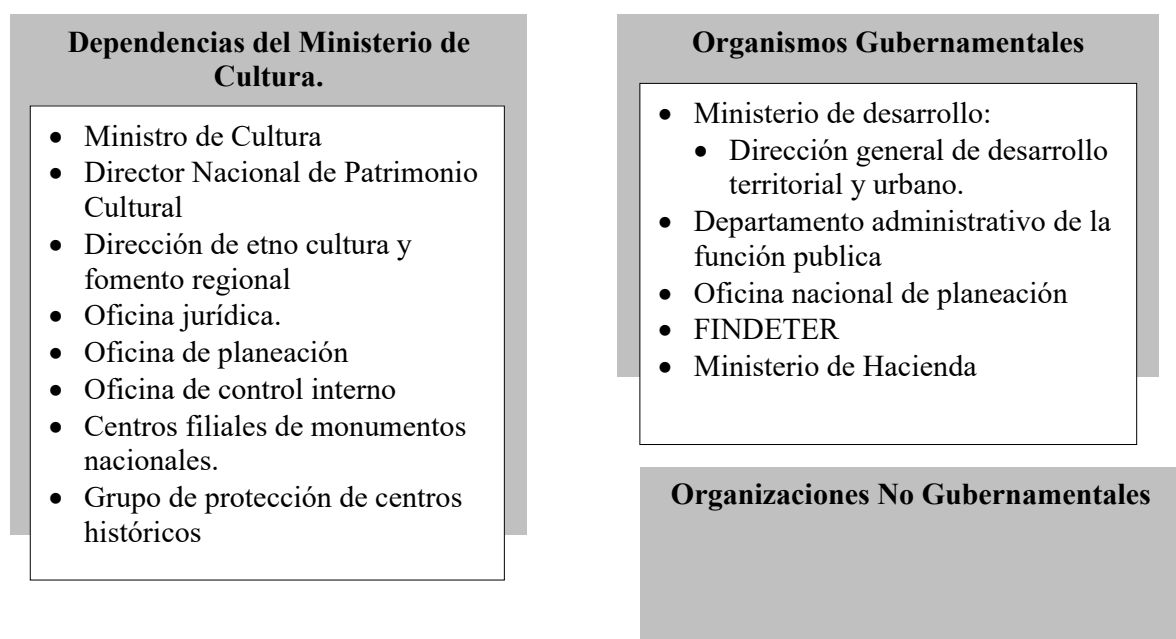 Dependencias del Ministerio de
Cultura.
• Ministro de Cultura
• Director Nacional de Patrimonio
Cultural
• Dirección de etno cultura y
fomento regional
• Oficina jurídica.
• Oficina de planeación
• Oficina de control interno
• Centros filiales de monumentos
nacionales.
• Grupo de protección de centros
históricos
Organismos Gubernamentales
• Ministerio de desarrollo:
• Dirección general de desarrollo
territorial y urbano.
• Departamento administrativo de la
función publica
• Oficina nacional de planeación
• FINDETER
• Ministerio de Hacienda
Organizaciones No Gubernamentales